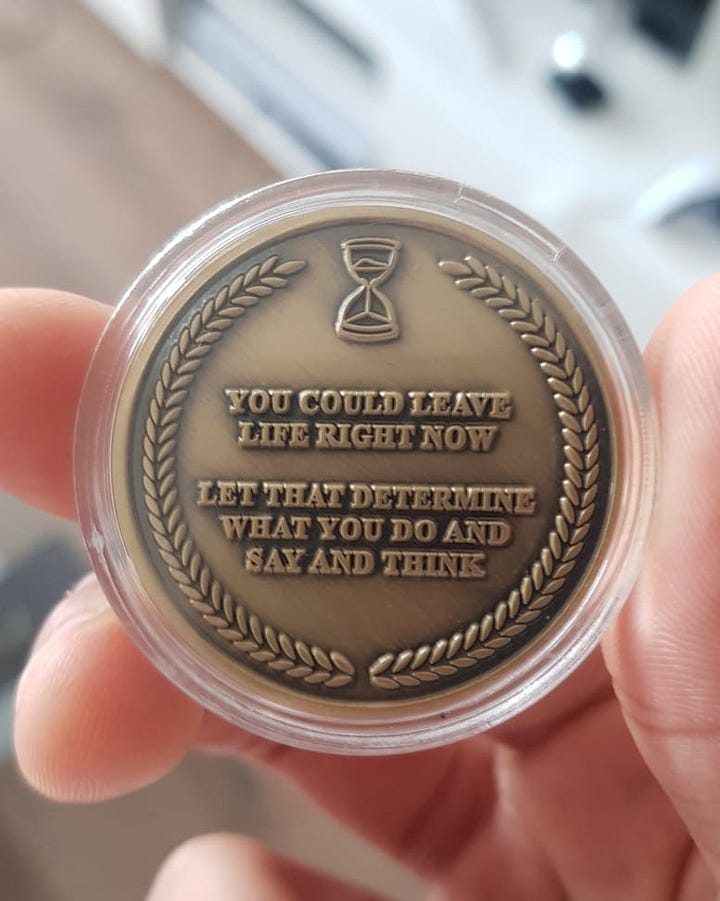 YOU COULD LEAVE
LIFE RIGHT NOW
LET THAT DETERMINE
WHAT YOU DO AND
SAY AND THINK